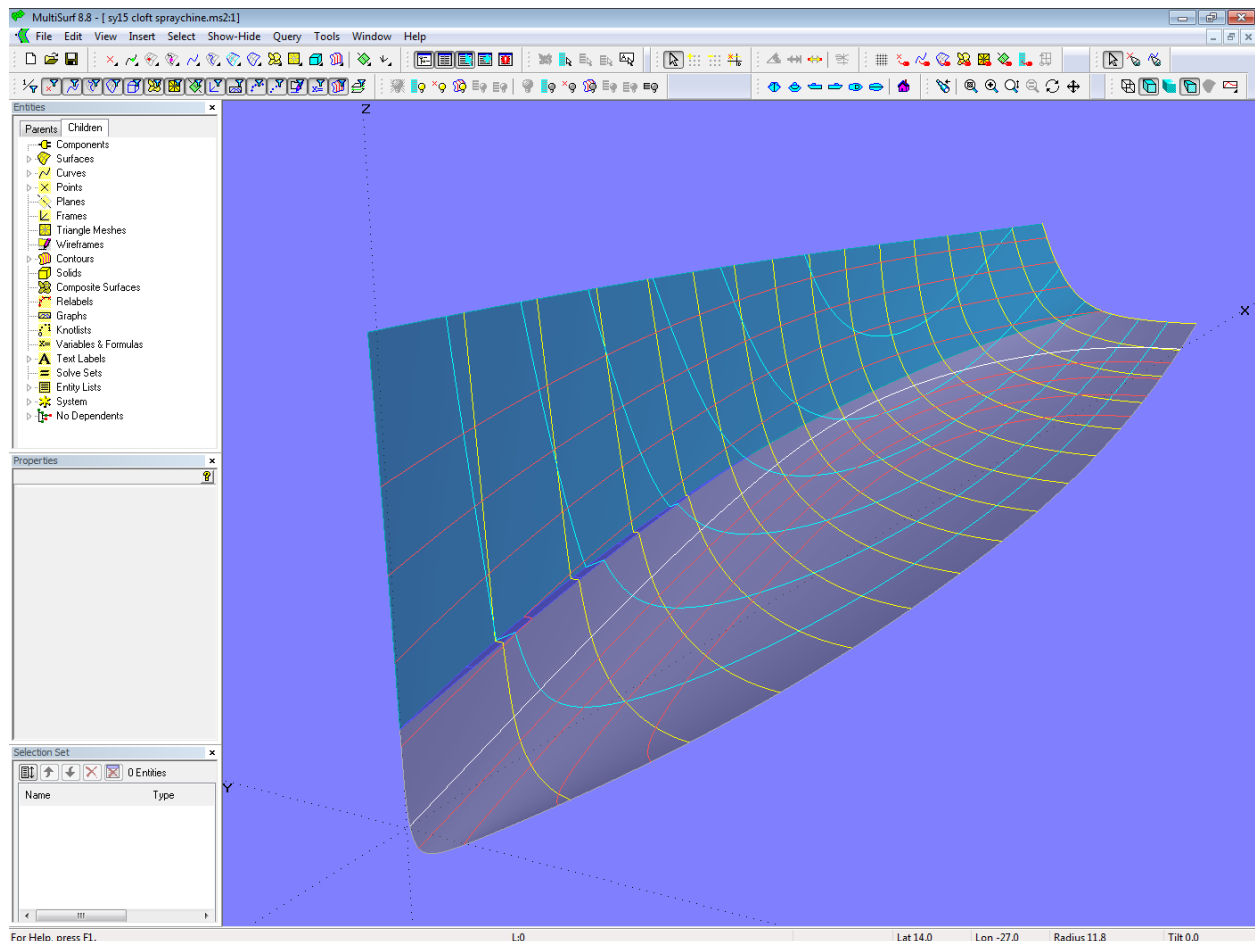 MultiSurf 8.8 - [ sy15 cloft spraychine.ms2:1]
File Edit View Insert Select Show-Hide Query Tools Window Help
Entities
Parents Children
Components
Surfaces
Curves
Points
Planes
Frames
Triangle Meshes
Wireframes
Contours
Solids
Composite Surfaces
Relabels
Graphs
Knotlists
Variables & Formulas
Text Labels
Solve Sets
Entity Lists
System
No Dependents
Properties
Selection Set
0 Entities
Name Type
Z
X
Y
For Help, press F1. L:0 Lat 14.0 Lon -27.0 Radius 11.8 Tilt 0.0